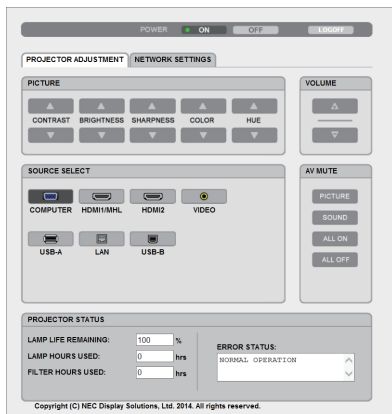 POWER ON OFF LOGOFF
PROJECTOR ADJUSTMENT NETWORK SETTINGS
PICTURE
CONTRAST BRIGHTNESS SHARPNESS COLOR HUE
VOLUME
SOURCE SELECT
COMPUTER HDMI1/MHL HDMI2 VIDEO
USB-A LAN USB-B
AV MUTE
PICTURE
SOUND
ALL ON
ALL OFF
PROJECTOR STATUS
LAMP LIFE REMAINING: 100 %
LAMP HOURS USED: 0 hrs
FILTER HOURS USED: 0 hrs
ERROR STATUS:
NORMAL OPERATION
Copyright (C) NEC Display Solutions, Ltd. 2014. All rights reserved.